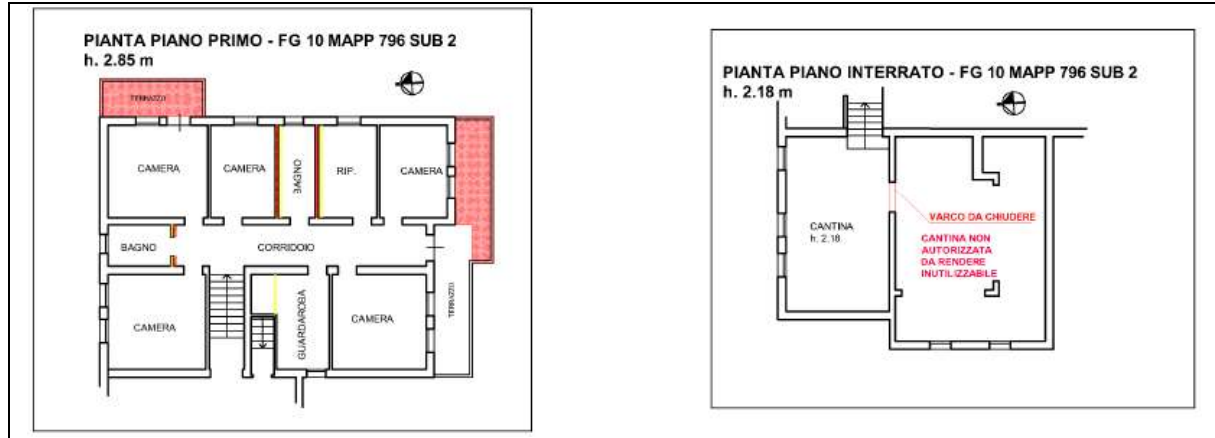 PIANTA PIANO PRIMO - FG 10 MAPP 796 SUB 2
h. 2.85 m
TERRAZZO
CAMERA
CAMERA
BAGNO
RIP.
CAMERA
BAGNO
CORRIDOIO
CAMERA
GUARDAROBA
CAMERA
TERRAZZO
PIANTA PIANO INTERRATO - FG 10 MAPP 796 SUB 2
h. 2.18 m
CANTINA
h. 2.18
VARCO DA CHIUDERE
CANTINA NON
AUTORIZZATA
DA RENDERE
INUTILIZZABILE